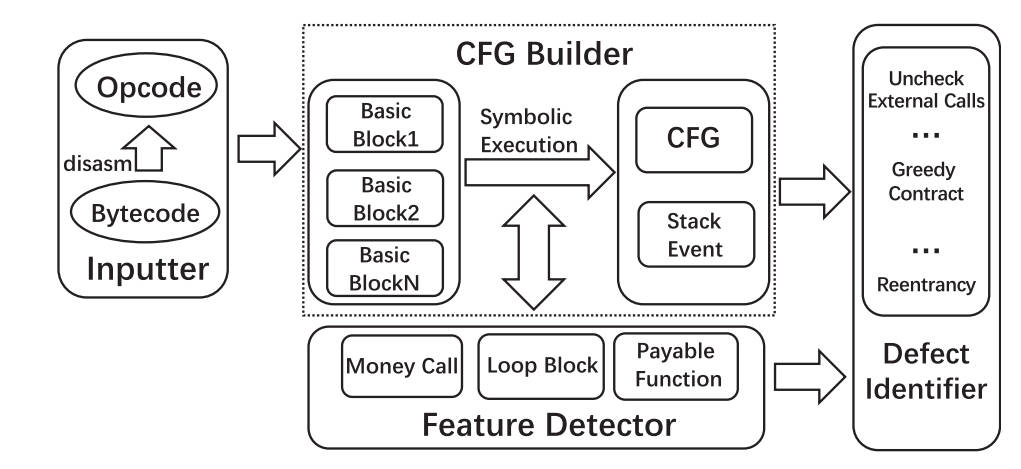 Opcode
disasm
Bytecode
Inputter
CFG Builder
Basic
Block1
Basic
Block2
Basic
BlockN
Symbolic
Execution
CFG
Stack
Event
Money Call
Loop Block
Payable
Function
Feature Detector
Uncheck
External Calls
...
Greedy
Contract
...
Reentrancy
Defect
Identifier